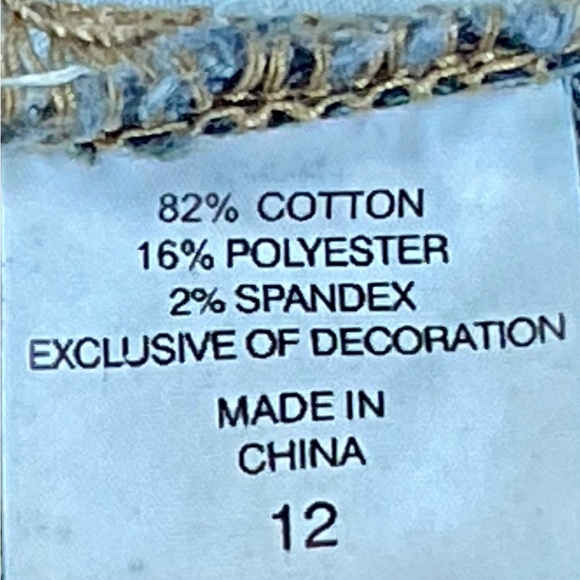 82% COTTON
16% POLYESTER
2% SPANDEX
EXCLUSIVE OF DECORATION
MADE IN
CHINA
12